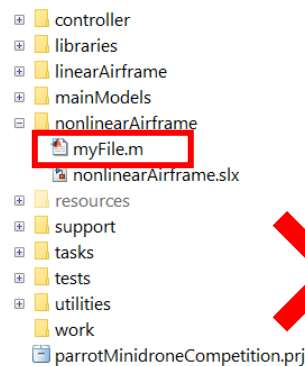 controller
libraries
linearAirframe
mainModels
nonlinearAirframe
myFile.m
nonlinearAirframe.slx
resources
support
tasks
tests
utilities
work
parrotMinidroneCompetition.prj